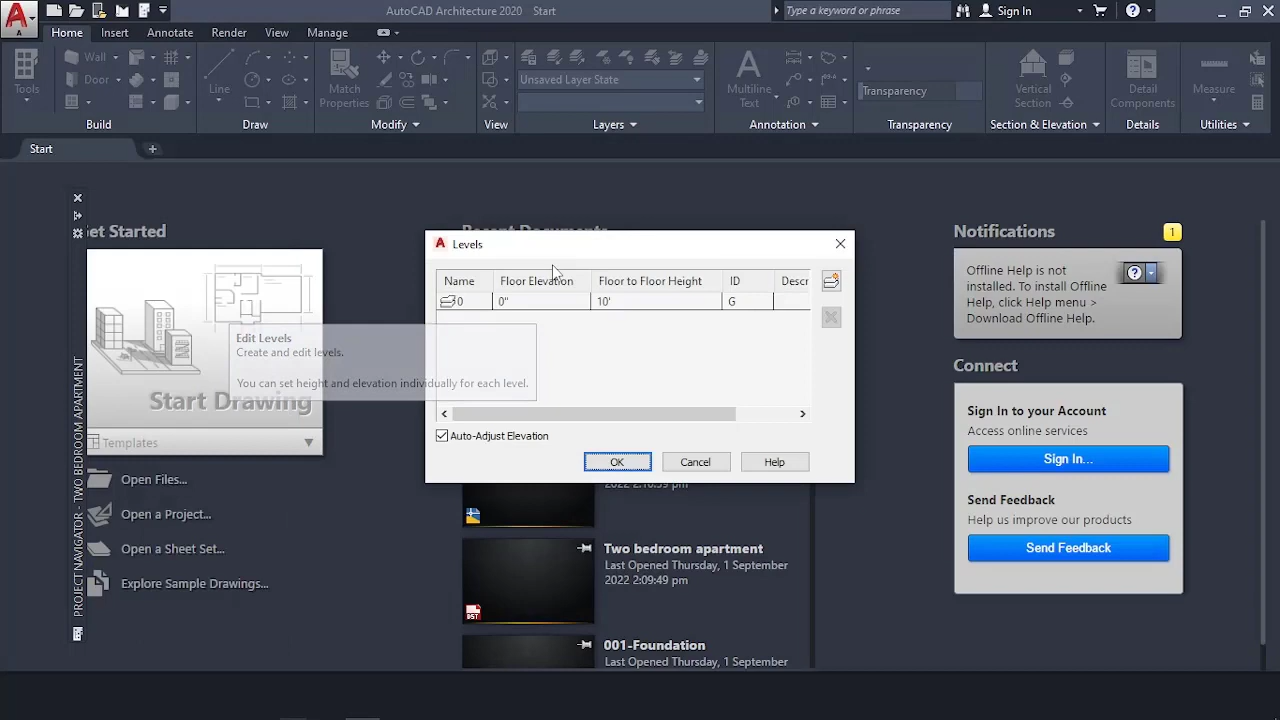 A
AutoCAD Architecture 2020 Start
Type a keyword or phrase
Sign In
?
A
Home Insert Annotate Render View Manage
Tools
Wall
Door
Build
Line
Draw
Match
Properties
Modify
View
Unsaved Layer State
Layers
A
Multiline
Text
Annotation
Transparency
Transparency
Vertical
Section
Section & Elevation
Detail
Components
Details
Measure
Utilities
Start
+
PROJECT NAVIGATOR - TWO BEDROOM APARTMENT
Get Started
Start Drawing
Templates
Open Files...
Open a Project...
Open a Sheet Set...
Explore Sample Drawings...
Edit Levels
Create and edit levels.
You can set height and elevation individually for each level.
Recent Documents
A Levels
Name Floor Elevation Floor to Floor Height ID Descr
0 0" 10' G
Auto-Adjust Elevation
OK Cancel Help
2022 2:10:39 pm
Two bedroom apartment
Last Opened Thursday, 1 September
2022 2:09:49 pm
DST
001-Foundation
Last Opened Thursday, 1 September
Notifications
1
Offline Help is not
installed. To install Offline
Help, click Help menu >
Download Offline Help.
?
Connect
Sign In to your Account
Access online services
Sign In...
Send Feedback
Help us improve our products
Send Feedback